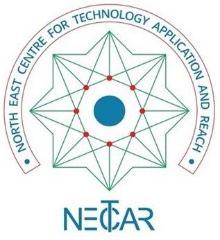 NORTH EAST CENTRE FOR TECHNOLOGY APPLICATION AND REACH
NECTAR